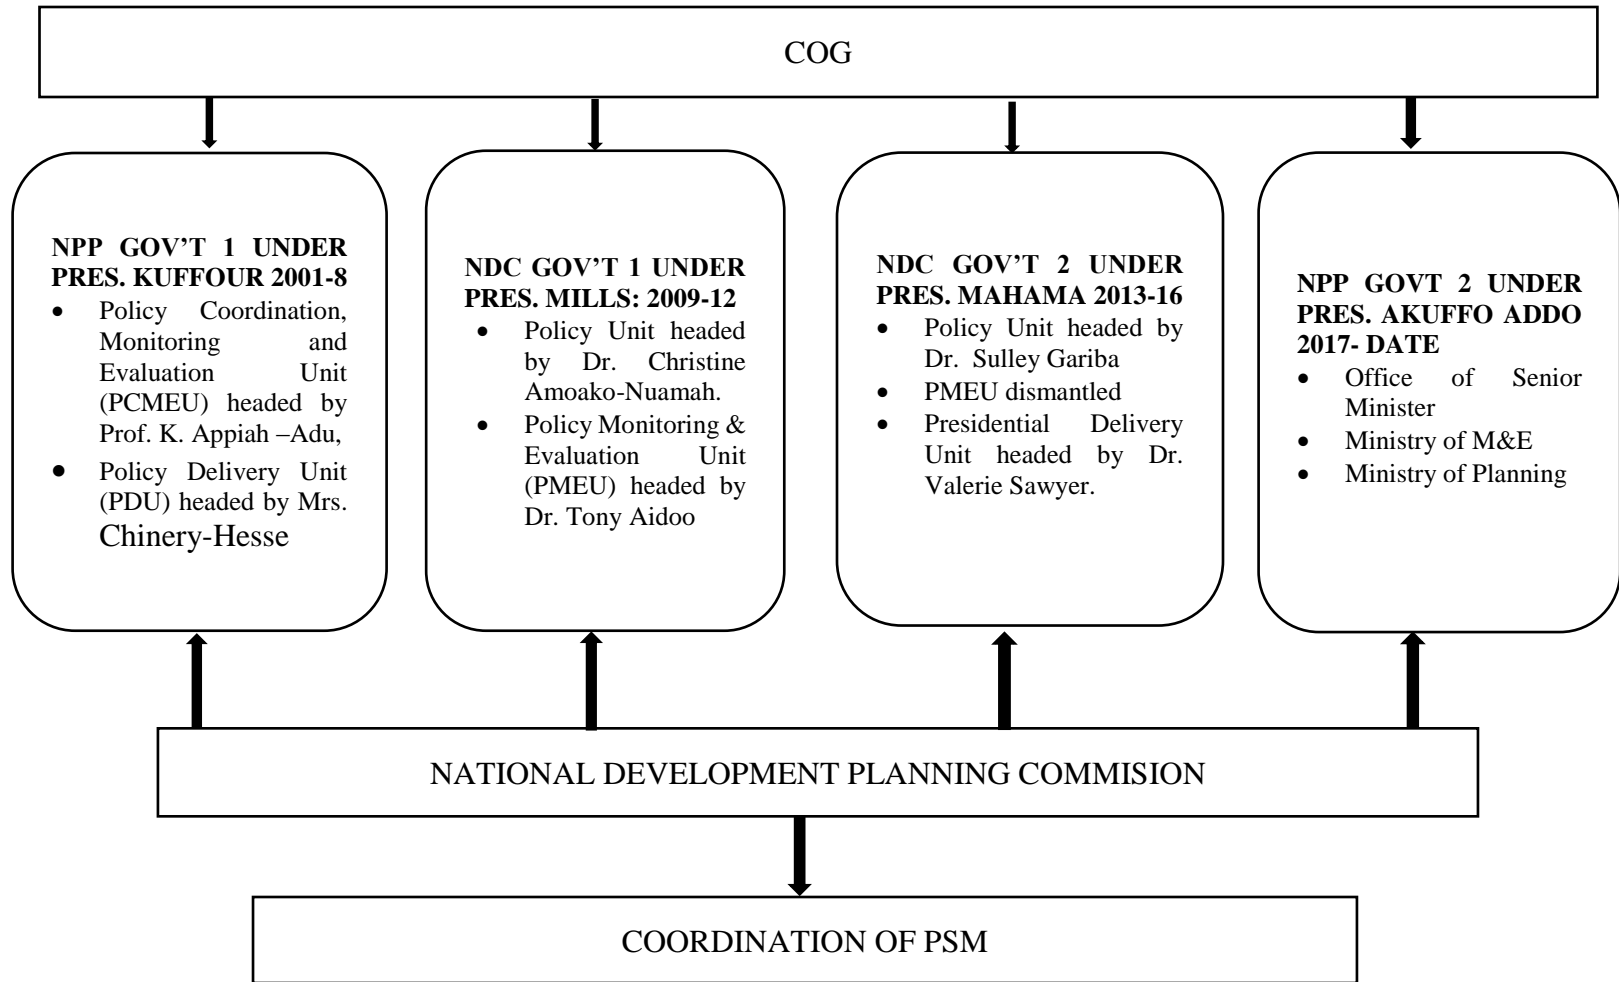 COG
NPP GOV’T 1 UNDER
PRES. KUFFOUR 2001-8
• Policy Coordination,
Monitoring and
Evaluation Unit
(PCMEU) headed by
Prof. K. Appiah –Adu,
• Policy Delivery Unit
(PDU) headed by Mrs.
Chinery-Hesse
NDC GOV’T 1 UNDER
PRES. MILLS: 2009-12
• Policy Unit headed
by Dr. Christine
Amoako-Nuamah.
• Policy Monitoring &
Evaluation Unit
(PMEU) headed by
Dr. Tony Aidoo
NDC GOV’T 2 UNDER
PRES. MAHAMA 2013-16
• Policy Unit headed by
Dr. Sulley Gariba
• PMEU dismantled
• Presidential Delivery
Unit headed by Dr.
Valerie Sawyer.
NPP GOVT 2 UNDER
PRES. AKUFFO ADDO
2017- DATE
• Office of Senior
Minister
• Ministry of M&E
• Ministry of Planning
NATIONAL DEVELOPMENT PLANNING COMMISION
COORDINATION OF PSM